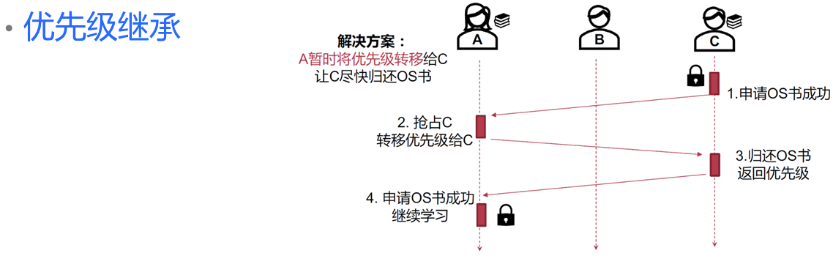 • 优先级继承
解决方案：
A暂时将优先级转移给C
让C尽快归还OS书
A
B
C
1.申请OS书成功
2. 抢占C
转移优先级给C
3.归还OS书
返回优先级
4. 申请OS书成功
继续学习